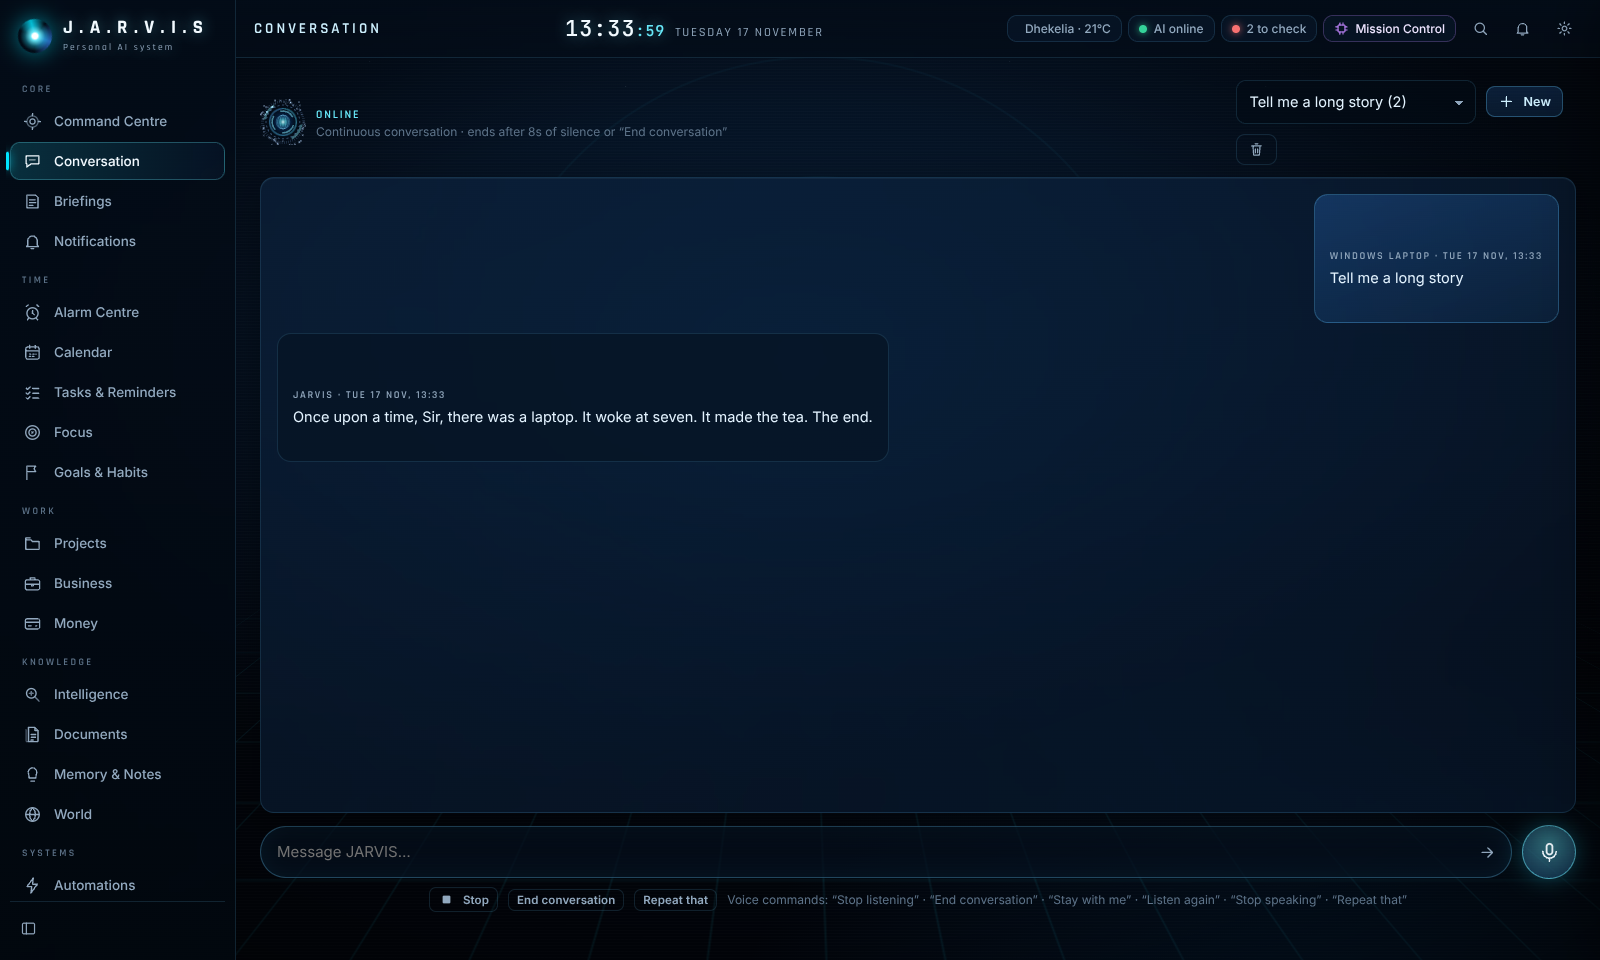 J.A.R.V.I.S
Personal AI system
CONVERSATION
13:33:59 TUESDAY 17 NOVEMBER
Dhekelia · 21°C
AI online
2 to check
Mission Control
CORE
Command Centre
Conversation
Briefings
Notifications
TIME
Alarm Centre
Calendar
Tasks & Reminders
Focus
Goals & Habits
WORK
Projects
Business
Money
KNOWLEDGE
Intelligence
Documents
Memory & Notes
World
SYSTEMS
Automations
ONLINE
Continuous conversation · ends after 8s of silence or “End conversation”
Tell me a long story (2)
New
WINDOWS LAPTOP · TUE 17 NOV, 13:33
Tell me a long story
JARVIS · TUE 17 NOV, 13:33
Once upon a time, Sir, there was a laptop. It woke at seven. It made the tea. The end.
Message JARVIS...
Stop
End conversation
Repeat that
Voice commands: “Stop listening” · “End conversation” · “Stay with me” · “Listen again” · “Stop speaking” · “Repeat that”